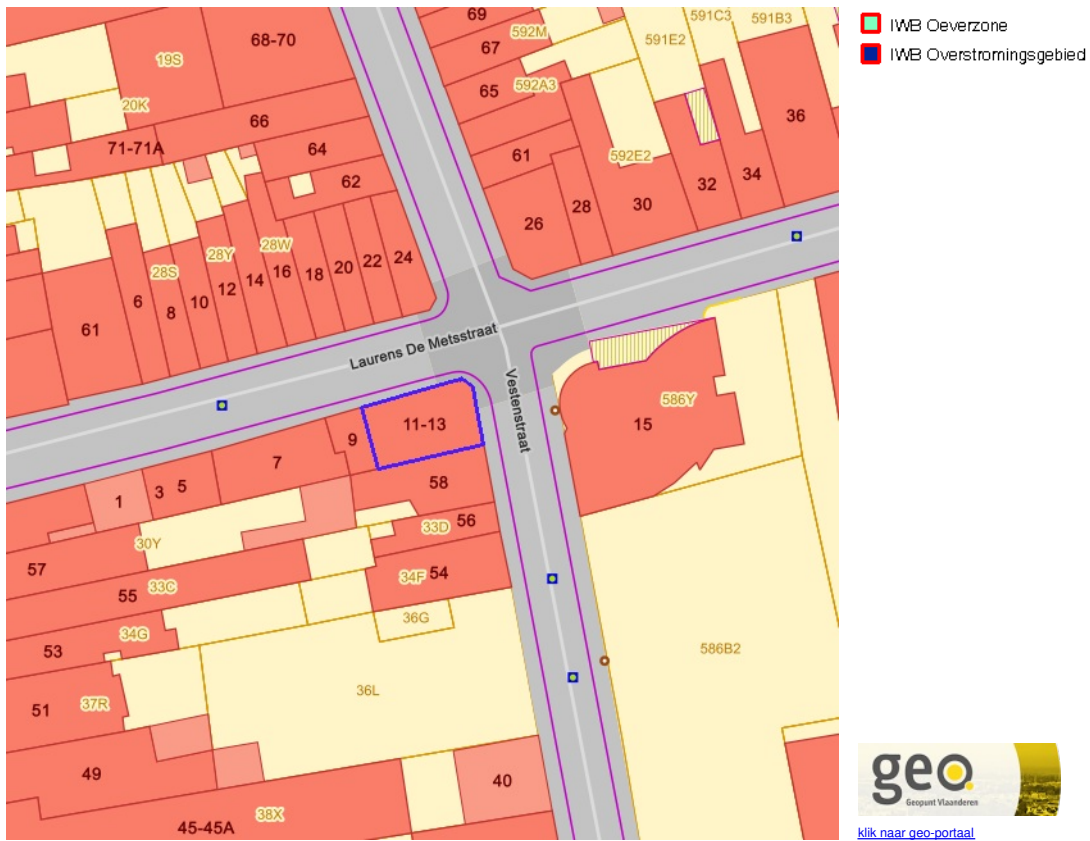 69
591C3
591B3
IWB Oeverzone
68-70
592M
67
591E2
19S
IWB Overstromingsgebied
65
592A3
20K
66
36
71-71A
64
61
592E2
62
32
34
30
28
26
28W
28Y
24
22
20
18
16
14
12
10
8
6
28S
61
Laurens De Metsstraat
Vestenstraat
586Y
11-13
15
9
7
58
5
3
1
56
33D
30Y
57
54
34F
33C
55
36G
34G
53
586B2
36L
37R
51
49
40
38X
45-45A
geo.
Geopunt Vlaanderen
klik naar geo-portaal